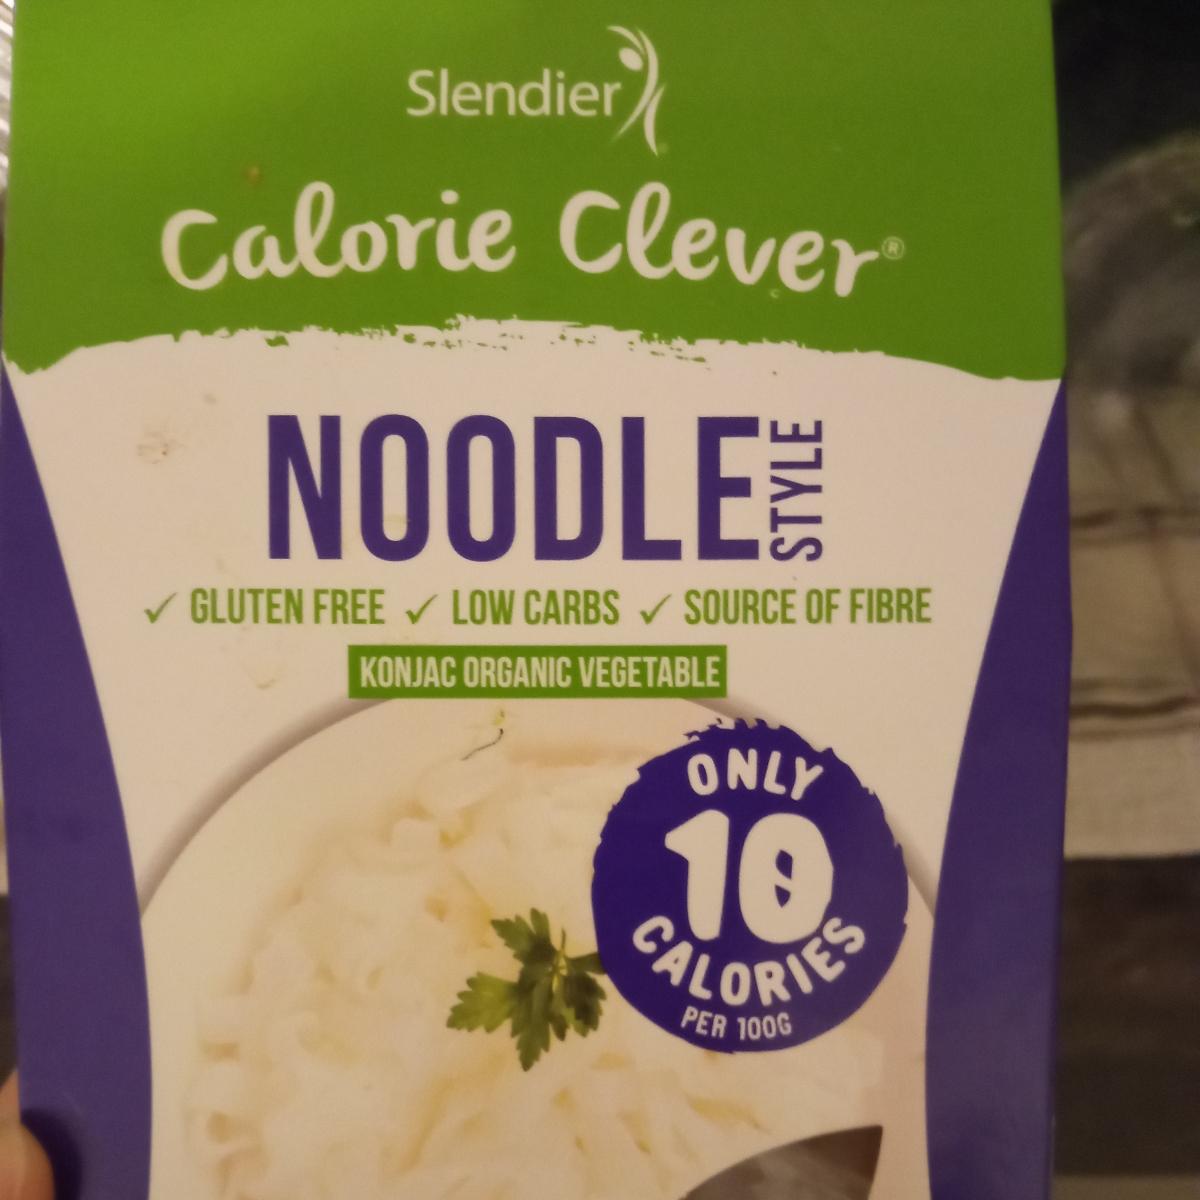 Slendier
Calorie Clever®
NOODLE STYLE
✓ GLUTEN FREE ✓ LOW CARBS ✓ SOURCE OF FIBRE
KONJAC ORGANIC VEGETABLE
ONLY
10
CALORIES
PER 100G